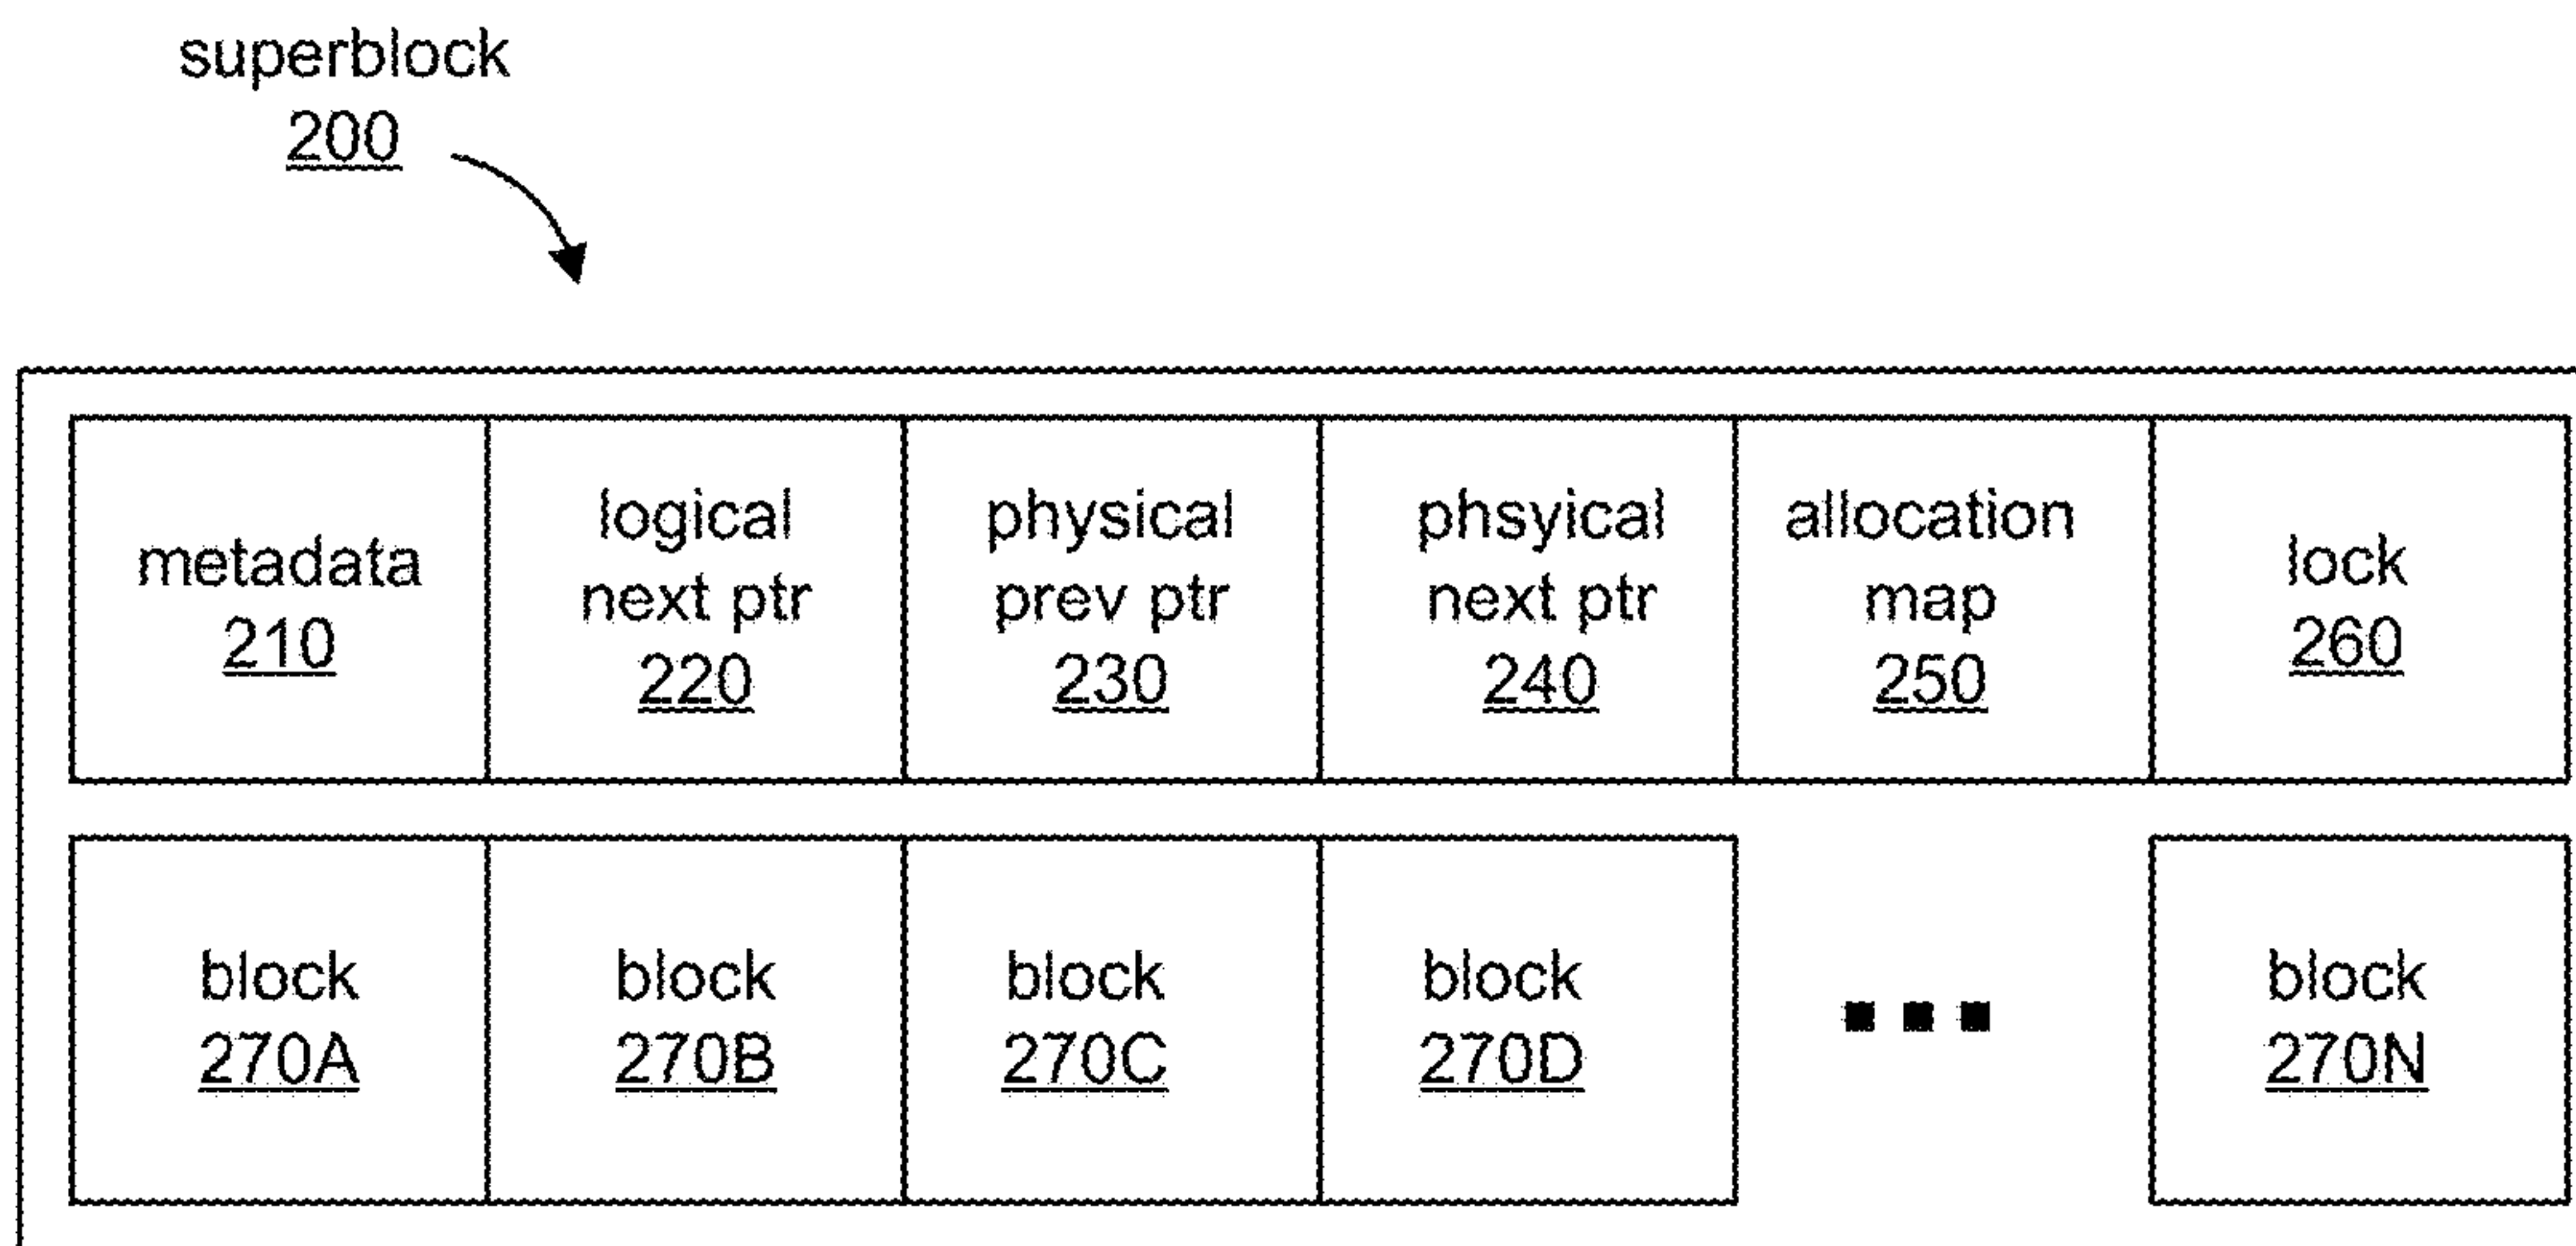 superblock
200
metadata
210
logical
next ptr
220
physical
prev ptr
230
phsyical
next ptr
240
allocation
map
250
lock
260
block
270A
block
270B
block
270C
block
270D
block
270N